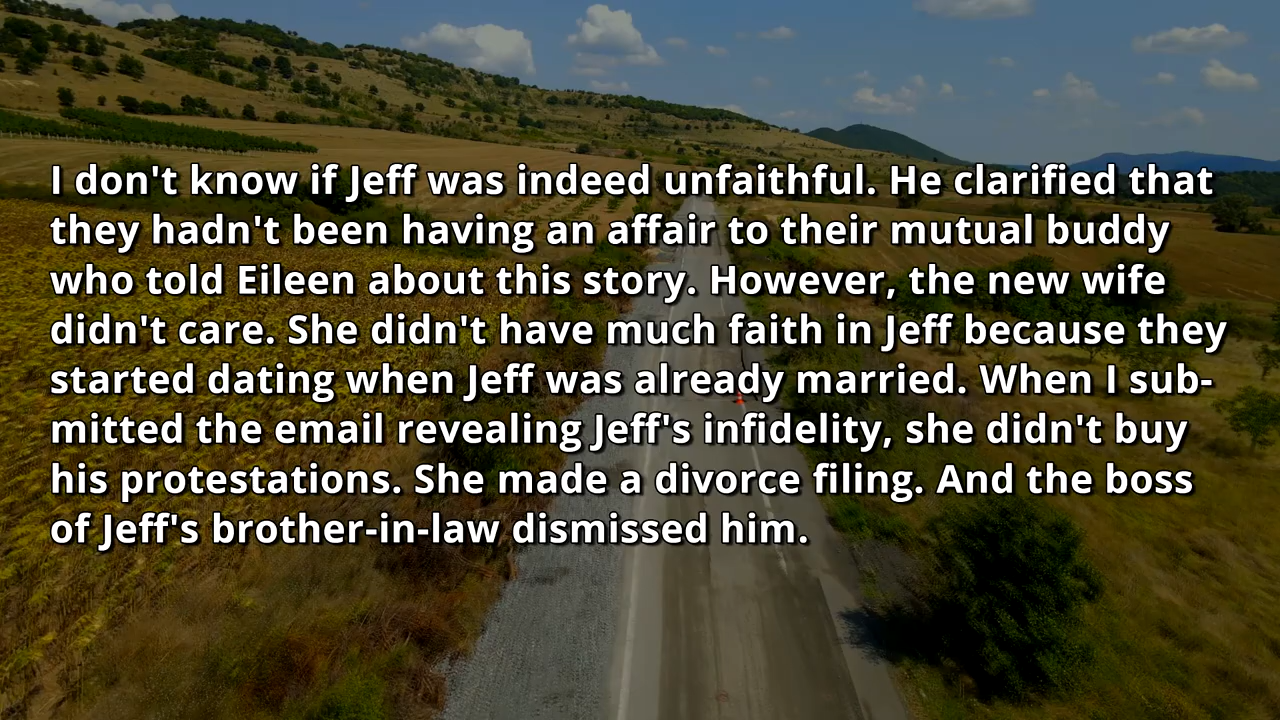 I don't know if Jeff was indeed unfaithful. He clarified that
they hadn't been having an affair to their mutual buddy
who told Eileen about this story. However, the new wife
didn't care. She didn't have much faith in Jeff because they
started dating when Jeff was already married. When I sub-
mitted the email revealing Jeff's infidelity, she didn't buy
his protestations. She made a divorce filing. And the boss
of Jeff's brother-in-law dismissed him.